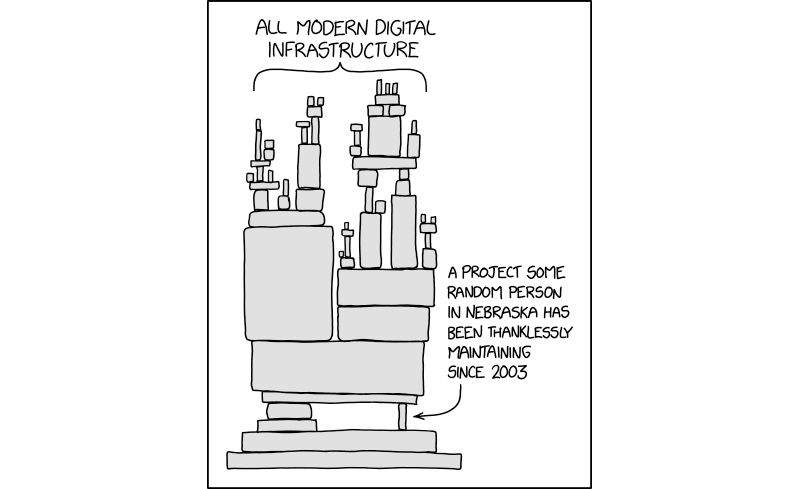 ALL MODERN DIGITAL
INFRASTRUCTURE
A PROJECT SOME
RANDOM PERSON
IN NEBRASKA HAS
BEEN THANKLESSLY
MAINTAINING
SINCE 2003